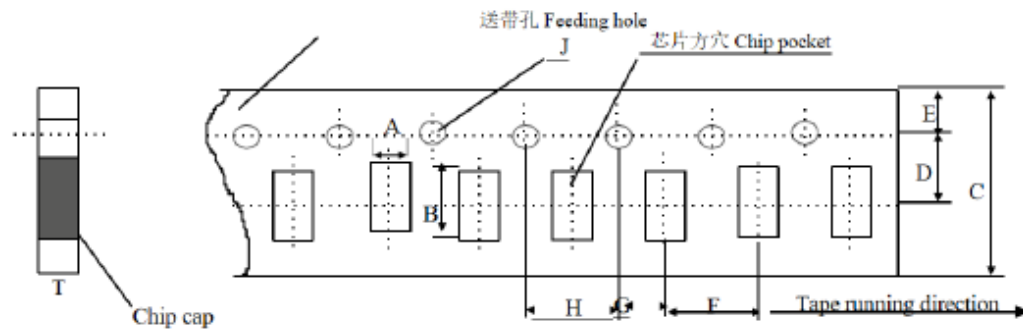 送带孔 Feeding hole
J
芯片方穴 Chip pocket
A
E
D
C
B
T
H
G
F
Tape running direction
Chip cap